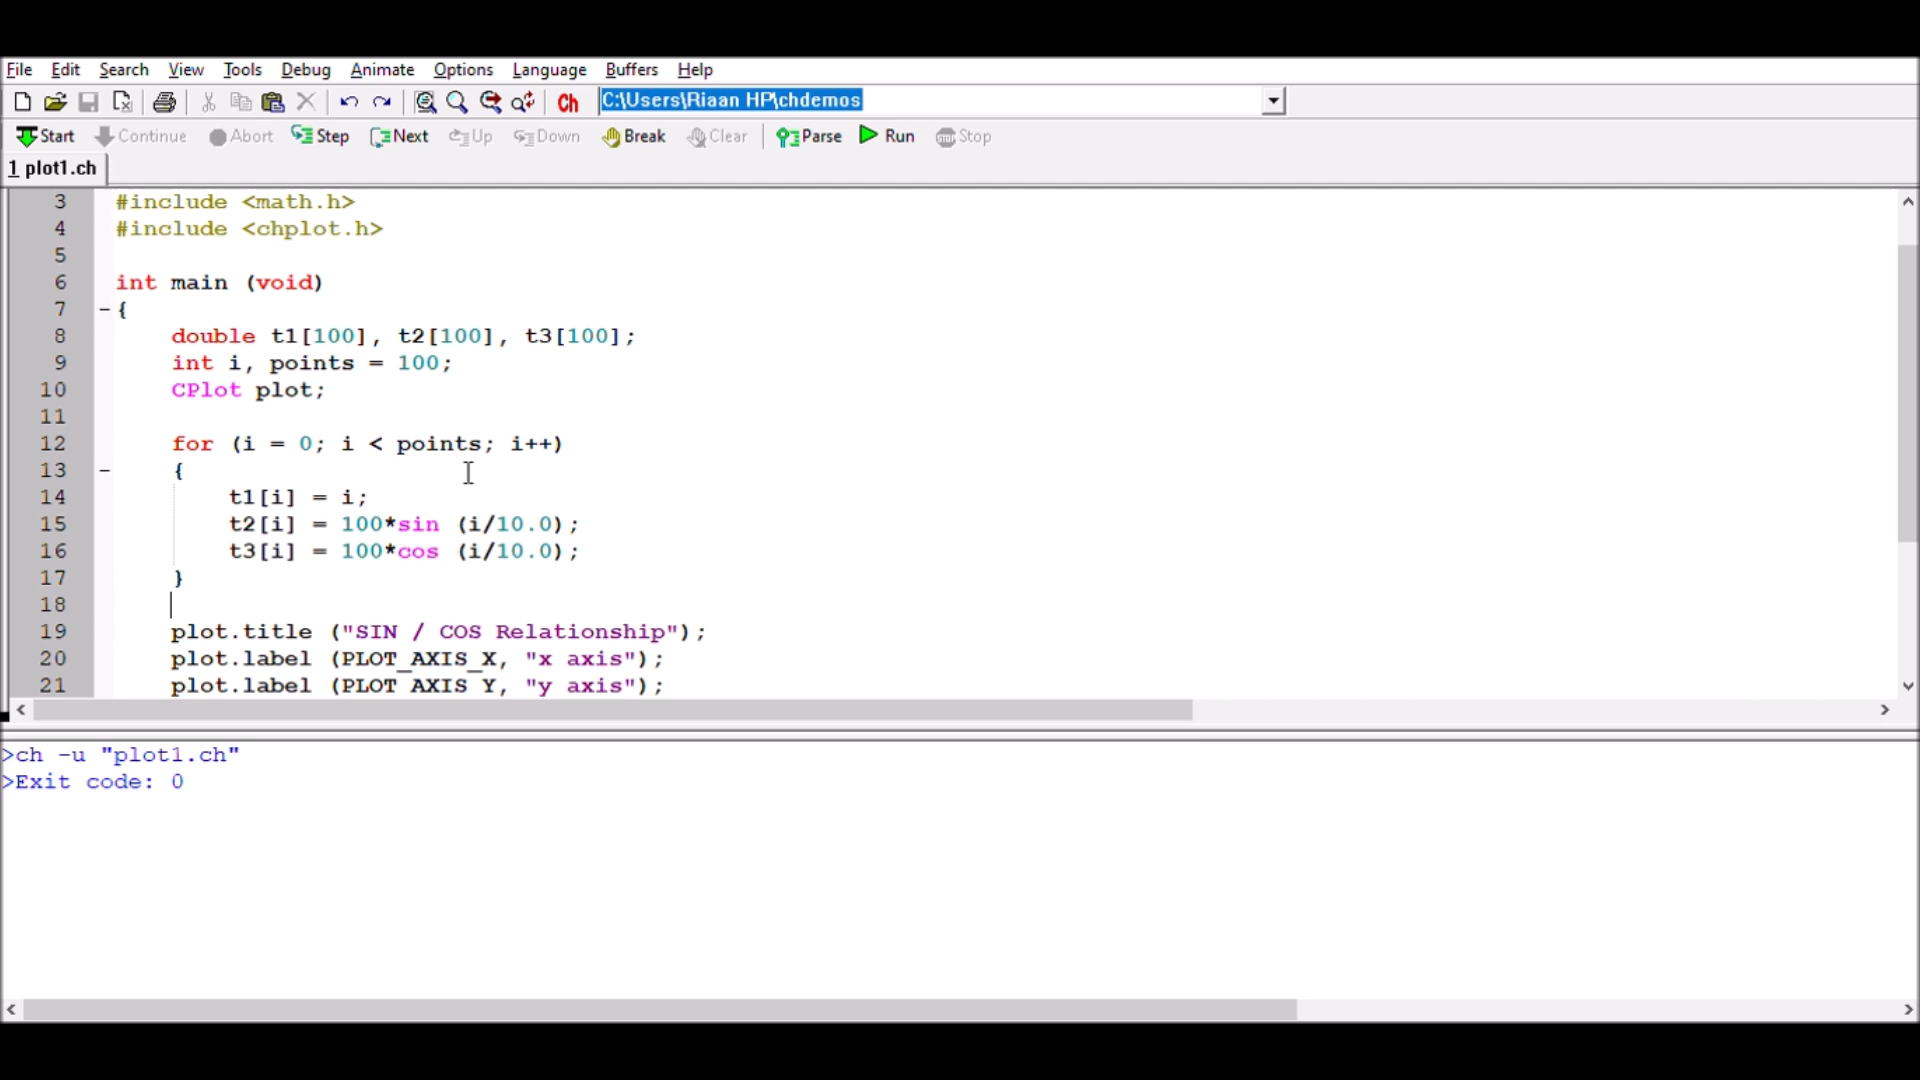 File Edit Search View Tools Debug Animate Options Language Buffers Help
Ch C:\Users\Riaan HP\chdemos
Start Continue Abort Step Next Up Down Break Clear Parse Run Stop
1 plot1.ch
3 #include <math.h>
4 #include <chplot.h>
5
6 int main (void)
7 {
8 double t1[100], t2[100], t3[100];
9 int i, points = 100;
10 CPlot plot;
11
12 for (i = 0; i < points; i++)
13 {
14 t1[i] = i;
15 t2[i] = 100*sin (i/10.0);
16 t3[i] = 100*cos (i/10.0);
17 }
18
19 plot.title ("SIN / COS Relationship");
20 plot.label (PLOT_AXIS_X, "x axis");
21 plot.label (PLOT_AXIS_Y, "y axis");
>ch -u "plot1.ch"
>Exit code: 0